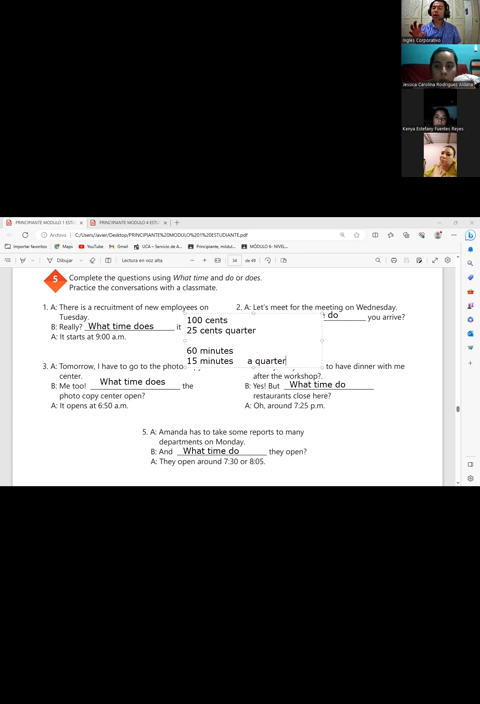 Ingles Corporativo
Jessica Carolina Rodriguez Aldana
Kenya Estefany Fuentes Reyes
PRINCIPIANTE MODULO 1 ESTU
PRINCIPIANTE MODULO 4 EST
Archivo | C:/Users/Javier/Desktop/PRINCIPIANTE%20MODULO%201%20ESTUDIANTE.pdf
Importar favoritos Maps YouTube Gmail UCA – Servicio de A... Principiante, módul... MÓDULO 6- NIVEL...
Dibujar Lectura en voz alta 34 de 49
5 Complete the questions using What time and do or does.
Practice the conversations with a classmate.
1. A: There is a recruitment of new employees on
Tuesday.
B: Really? What time does it
A: It starts at 9:00 a.m.
2. A: Let's meet for the meeting on Wednesday.
do you arrive?
100 cents
25 cents quarter
60 minutes
15 minutes a quarter
3. A: Tomorrow, I have to go to the photo
center.
B: Me too! What time does the
photo copy center open?
A: It opens at 6:50 a.m.
to have dinner with me
after the workshop?.
B: Yes! But What time do
restaurants close here?
A: Oh, around 7:25 p.m.
5. A: Amanda has to take some reports to many
departments on Monday.
B: And What time do they open?
A: They open around 7:30 or 8:05.